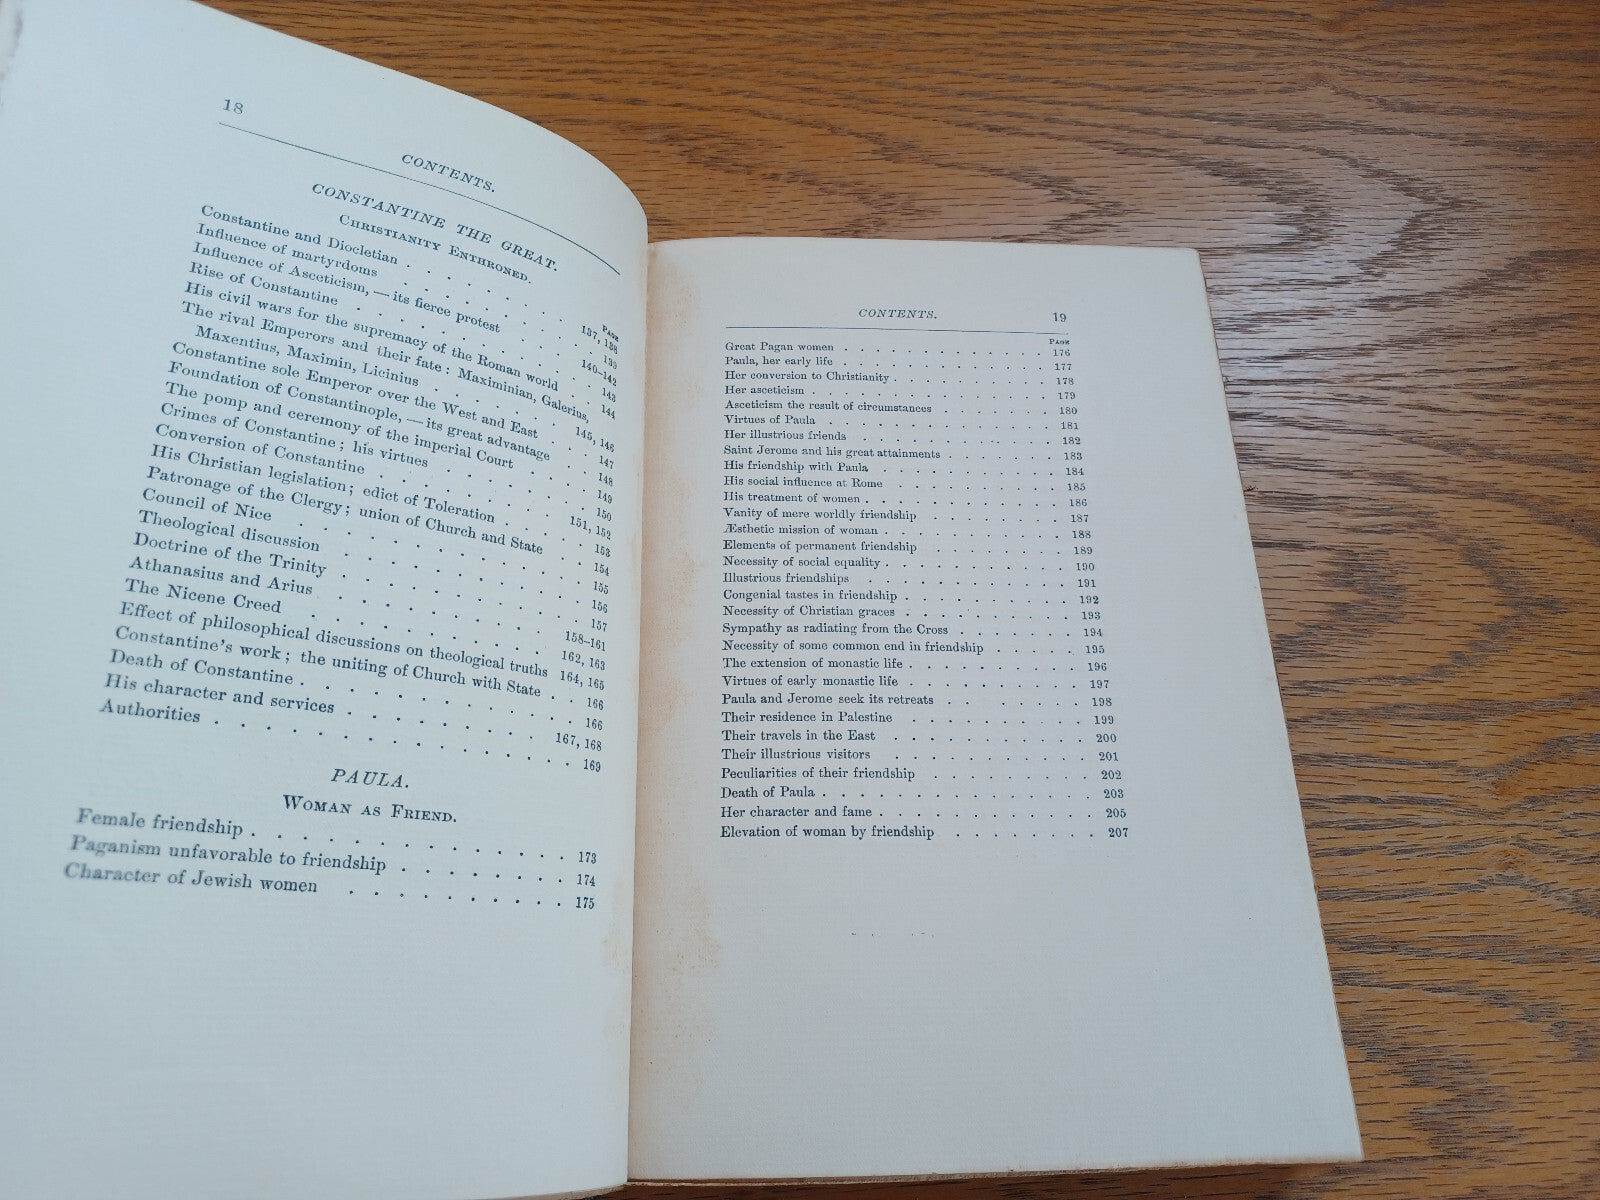 18
CONTENTS.
CONSTANTINE THE GREAT.
CHRISTIANITY ENTHRONED.
PAGE
Constantine and Diocletian . . . . . . 137, 138
Influence of martyrdoms . . . . . . . 139
Influence of Asceticism, — its fierce protest . . . 140-142
Rise of Constantine . . . . . . . . 143
His civil wars for the supremacy of the Roman world . . 144
The rival Emperors and their fate: Maximinian, Galerius,
Maxentius, Maximin, Licinius . . . . . 145, 146
Constantine sole Emperor over the West and East . . 147
Foundation of Constantinople, — its great advantage . . 148
The pomp and ceremony of the imperial Court . . . 149
Crimes of Constantine; his virtues . . . . . 150
Conversion of Constantine . . . . . . 151, 152
His Christian legislation; edict of Toleration . . . . 153
Patronage of the Clergy; union of Church and State . . 154
Council of Nice . . . . . . . . . 155
Theological discussion . . . . . . . . 156
Doctrine of the Trinity . . . . . . . . 157
Athanasius and Arius . . . . . . . 158-161
The Nicene Creed . . . . . . . . 162, 163
Effect of philosophical discussions on theological truths 164, 165
Constantine's work; the uniting of Church with State . . 166
Death of Constantine . . . . . . . . . 166
His character and services . . . . . . 167, 168
Authorities . . . . . . . . . . . 169
PAULA.
WOMAN AS FRIEND.
Female friendship . . . . . . . . . . 173
Paganism unfavorable to friendship . . . . . . 174
Character of Jewish women . . . . . . . . 175
CONTENTS. 19
PAGE
Great Pagan women . . . . . . . . . . 176
Paula, her early life . . . . . . . . . . 177
Her conversion to Christianity . . . . . . . . 178
Her asceticism . . . . . . . . . . . 179
Asceticism the result of circumstances . . . . . . 180
Virtues of Paula . . . . . . . . . . . 181
Her illustrious friends . . . . . . . . . 182
Saint Jerome and his great attainments . . . . . . 183
His friendship with Paula . . . . . . . . . 184
His social influence at Rome . . . . . . . . 185
His treatment of women . . . . . . . . . 186
Vanity of mere worldly friendship . . . . . . . 187
Æsthetic mission of woman . . . . . . . . . 188
Elements of permanent friendship . . . . . . . 189
Necessity of social equality . . . . . . . . . 190
Illustrious friendships . . . . . . . . . 191
Congenial tastes in friendship . . . . . . . . 192
Necessity of Christian graces . . . . . . . . 193
Sympathy as radiating from the Cross . . . . . . 194
Necessity of some common end in friendship . . . . . 195
The extension of monastic life . . . . . . . . 196
Virtues of early monastic life . . . . . . . . 197
Paula and Jerome seek its retreats . . . . . . . 198
Their residence in Palestine . . . . . . . . 199
Their travels in the East . . . . . . . . . 200
Their illustrious visitors . . . . . . . . . 201
Peculiarities of their friendship . . . . . . . . 202
Death of Paula . . . . . . . . . . . . 203
Her character and fame . . . . . . . . . . 205
Elevation of woman by friendship . . . . . . . 207